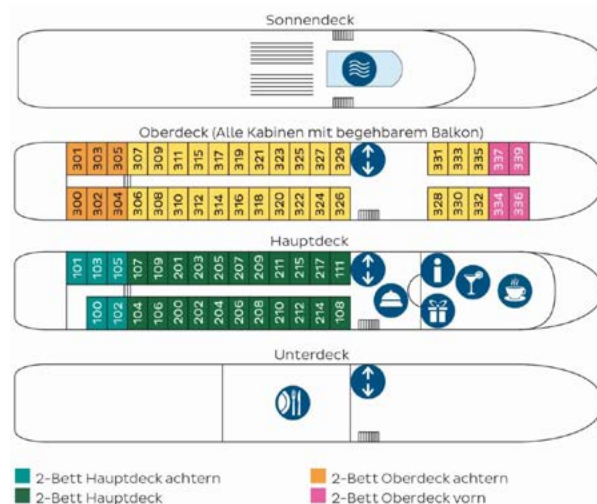 Sonnendeck
Oberdeck (Alle Kabinen mit begehbarem Balkon)
301 303 305 307 309 311 315 317 319 321 323 325 327 329 331 333 335 337 339
300 302 304 306 308 310 312 314 316 318 320 322 324 326 328 330 332 334 336
Hauptdeck
101 103 105 107 109 201 203 205 207 209 211 215 217 111
100 102 104 106 200 202 204 206 208 210 212 214 108
Unterdeck
2-Bett Hauptdeck achtern 2-Bett Oberdeck achtern
2-Bett Hauptdeck 2-Bett Oberdeck vorn